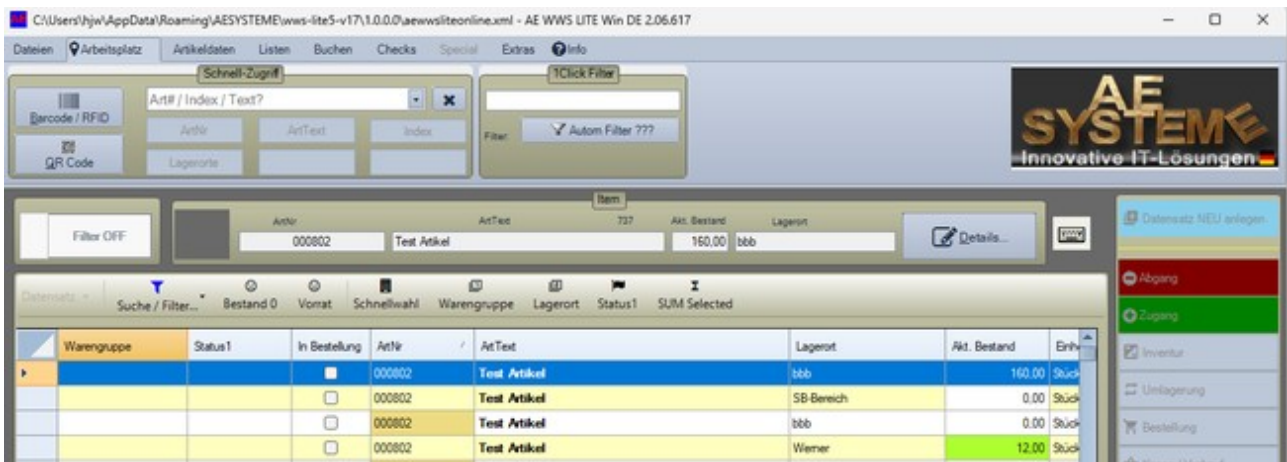 C:\Users\hjw\AppData\Roaming\AESYSTEME\wws-lite5-v17\1.0.0.0\aewwsliteonline.xml - AE WWS LITE Win DE 2.06.617
Dateien Arbeitsplatz Artikeldaten Listen Buchen Checks Special Extras Info
Schnell-Zugriff
1Click Filter
Barcode / RFID
Art# / Index / Text?
ArtNr ArtText Index
Filter: Autom Filter ???
QR Code
Lagerorte
AE
SYSTEME
Innovative IT-Lösungen
Item
Filter OFF
ArtNr ArtText 737 Akt. Bestand Lagerort
000802 Test Artikel 160,00 bbb
Details...
Datensatz NEU anlegen
Abgang
Zugang
Inventur
Umlagerung
Bestellung
Datensatz
Suche / Filter... Bestand 0 Vorrat Schnellwahl Warengruppe Lagerort Status1 SUM Selected
Warengruppe Status1 In Bestellung ArtNr ArtText Lagerort Akt. Bestand Einh
000802 Test Artikel bbb 160.00 Stück
000802 Test Artikel SB-Bereich 0,00 Stück
000802 Test Artikel bbb 0.00 Stück
000802 Test Artikel Werner 12,00 Stück